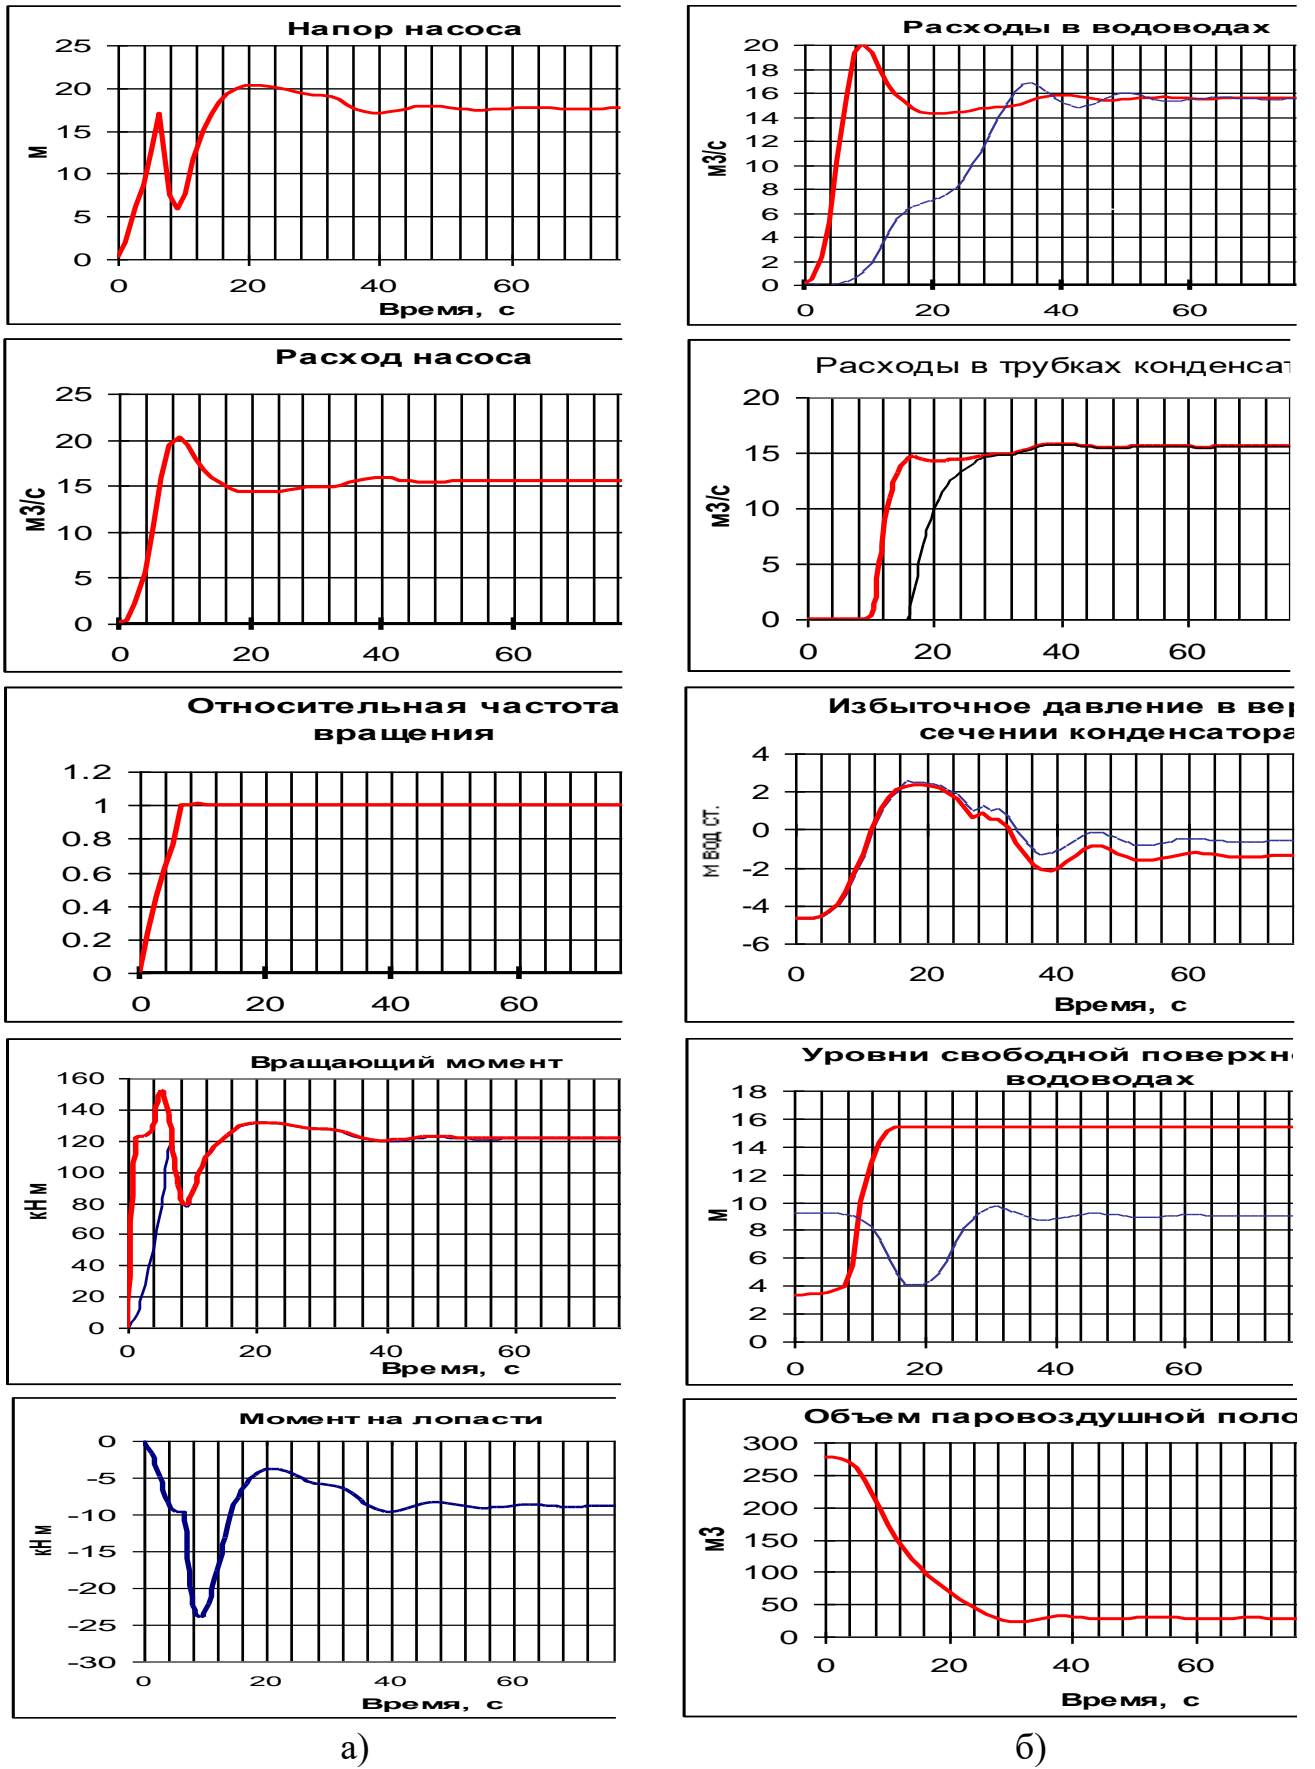 Напор насоса
25
20
15
10
5
0
м
0 20 40 60
Время, с
Расход насоса
25
20
15
10
5
0
м3/с
0 20 40 60
Относительная частота
вращения
1.2
1
0.8
0.6
0.4
0.2
0
0 20 40 60
Вращающий момент
160
140
120
100
80
60
40
20
0
кН м
0 20 40 60
Время, с
Момент на лопасти
0
-5
-10
-15
-20
-25
-30
кН м
0 20 40 60
Время, с
а)
Расходы в водоводах
20
18
16
14
12
10
8
6
4
2
0
м3/с
0 20 40 60
Расходы в трубках конденсат
20
15
10
5
0
м3/с
0 20 40 60
Избыточное давление в вер
сечении конденсатора
4
2
0
-2
-4
-6
М ВОД СТ.
0 20 40 60
Время, с
Уровни свободной поверхн
водоводах
18
16
14
12
10
8
6
4
2
0
м
0 20 40 60
Объем паровоздушной поло
300
250
200
150
100
50
0
м3
0 20 40 60
Время, с
б)